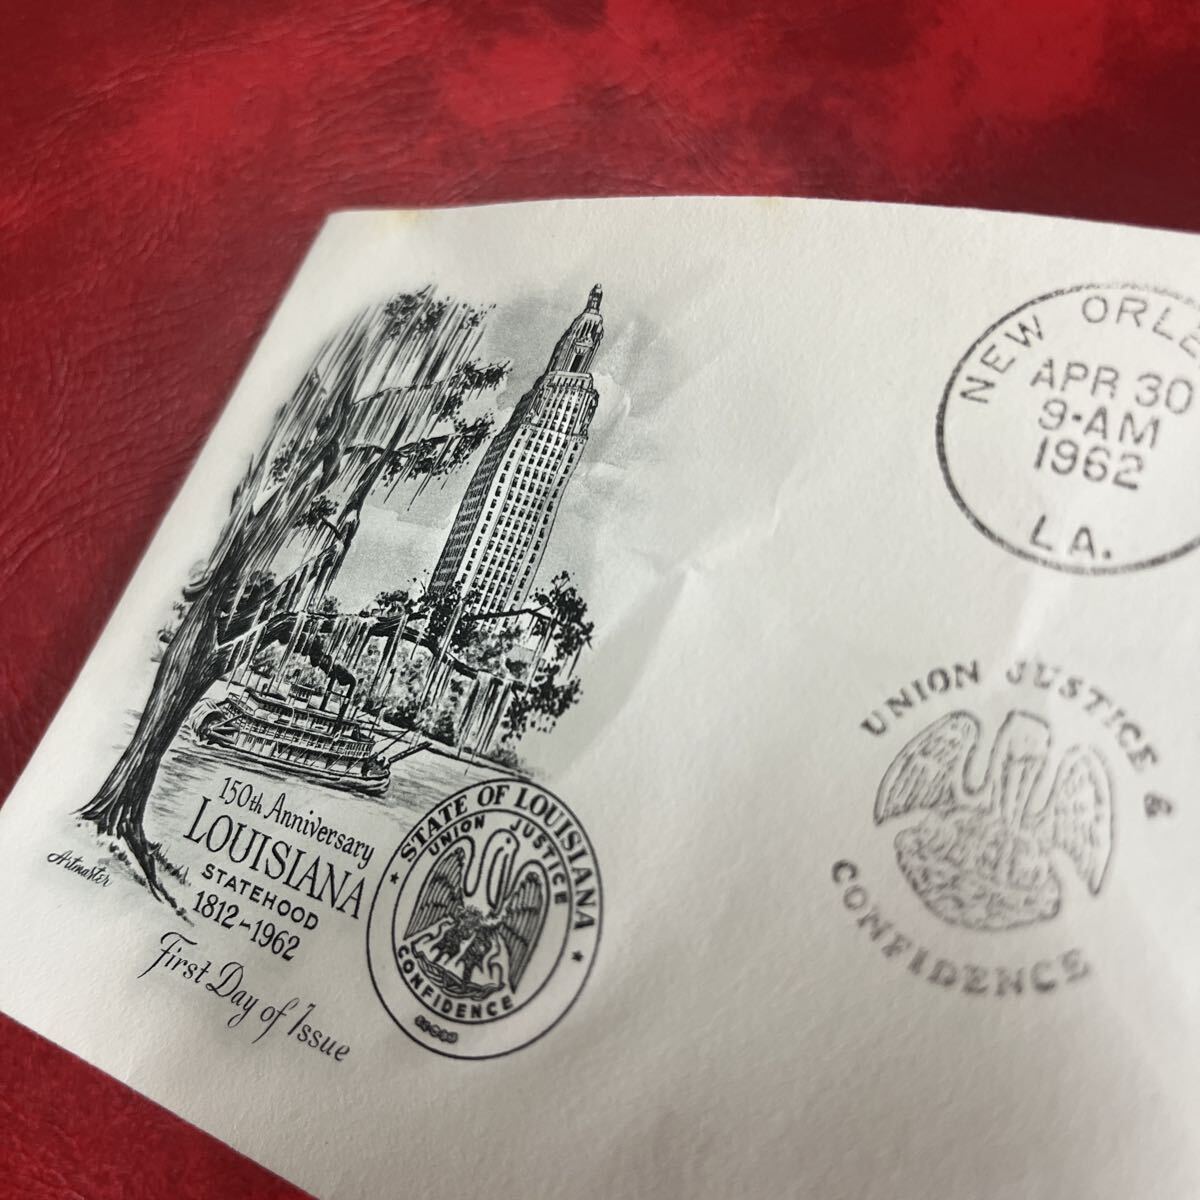 NEW ORLE
APR 30
9-AM
1962
LA.
UNION JUSTICE &
CONFIDENCE
150th Anniversary
LOUISIANA
STATEHOOD
1812-1962
First Day of Issue
Artmaster
★ STATE OF LOUISIANA ★
UNION JUSTICE
CONFIDENCE